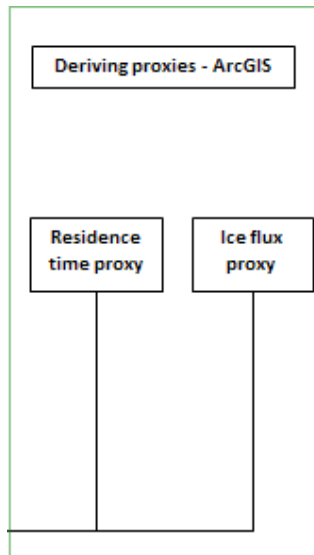 Deriving proxies - ArcGIS
Residence
time proxy
Ice flux
proxy